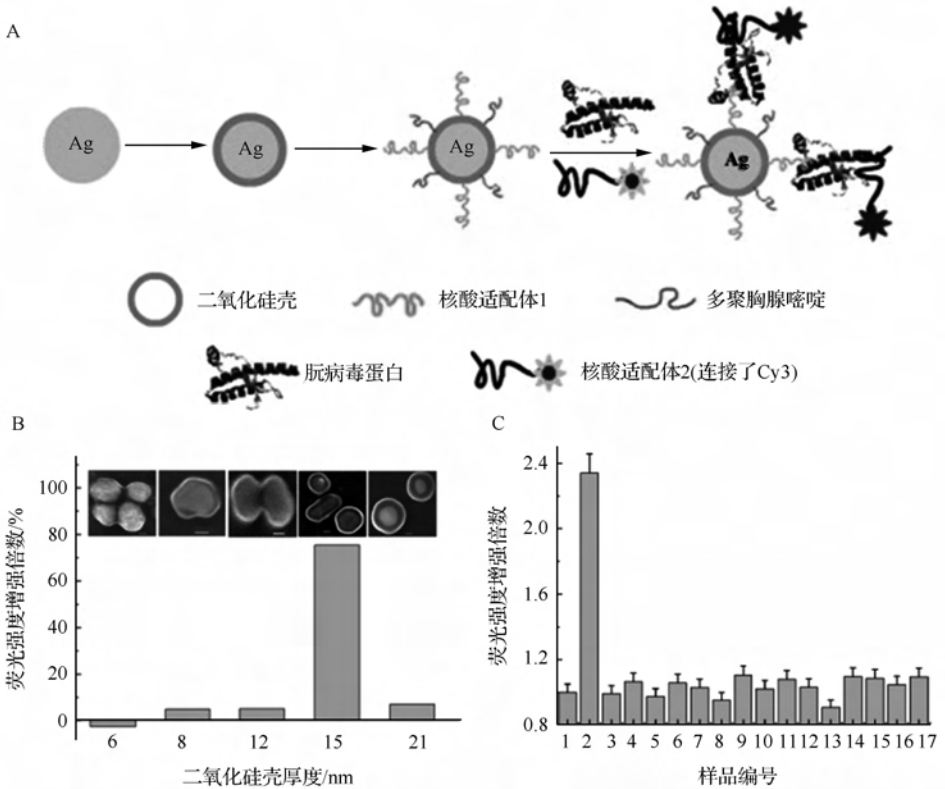 A
Ag
Ag
Ag
Ag
二氧化硅壳
核酸适配体1
多聚胸腺嘧啶
朊病毒蛋白
核酸适配体2(连接了Cy3)
B
荧光强度增强倍数/%
100
80
60
40
20
0
6 8 12 15 21
二氧化硅壳厚度/nm
C
荧光强度增强倍数
2.4
2.0
1.6
1.2
0.8
1 2 3 4 5 6 7 8 9 10 11 12 13 14 15 16 17
样品编号